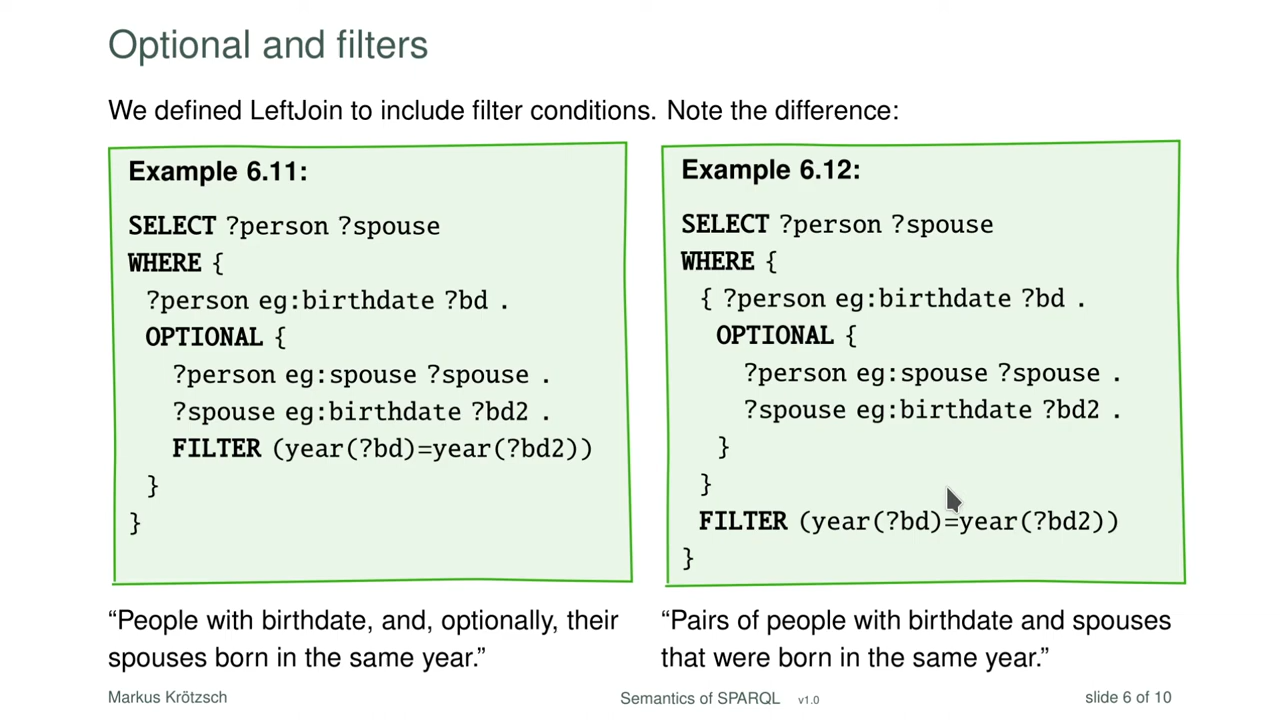 Optional and filters
We defined LeftJoin to include filter conditions. Note the difference:
Example 6.11:
SELECT ?person ?spouse
WHERE {
?person eg:birthdate ?bd .
OPTIONAL {
?person eg:spouse ?spouse .
?spouse eg:birthdate ?bd2 .
FILTER (year(?bd)=year(?bd2))
}
}
“People with birthdate, and, optionally, their
spouses born in the same year.”
Example 6.12:
SELECT ?person ?spouse
WHERE {
{ ?person eg:birthdate ?bd .
OPTIONAL {
?person eg:spouse ?spouse .
?spouse eg:birthdate ?bd2 .
}
}
FILTER (year(?bd)=year(?bd2))
}
“Pairs of people with birthdate and spouses
that were born in the same year.”
Markus Krötzsch
Semantics of SPARQL v1.0
slide 6 of 10